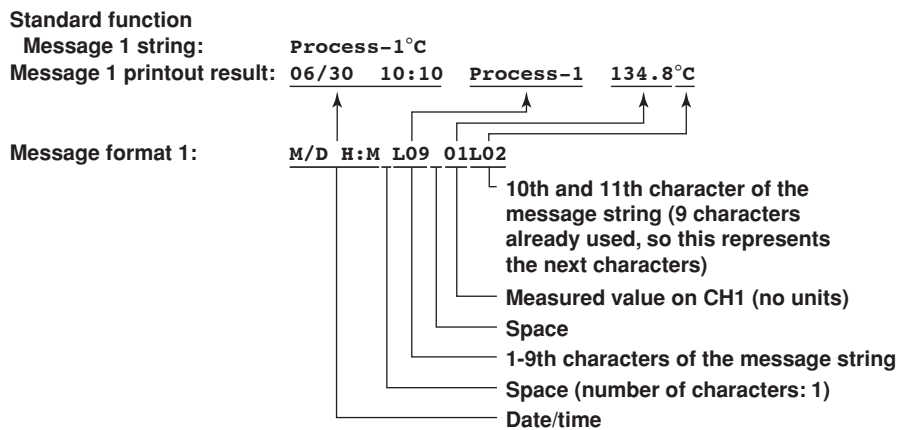 Standard function
Message 1 string: Process-1°C
Message 1 printout result: 06/30 10:10 Process-1 134.8°C
Message format 1: M/D H:M L09 01L02
10th and 11th character of the
message string (9 characters
already used, so this represents
the next characters)
Measured value on CH1 (no units)
Space
1-9th characters of the message string
Space (number of characters: 1)
Date/time